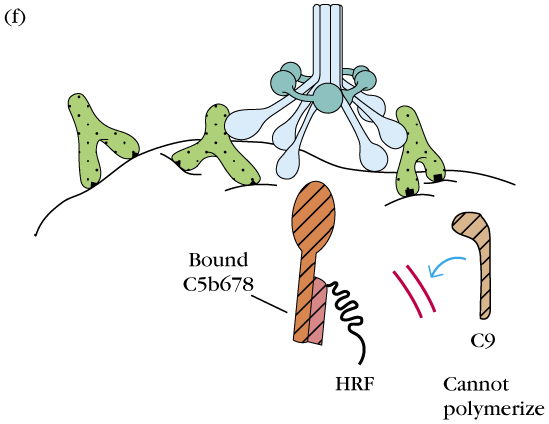 (f)
Bound
C5b678
HRF
C9
Cannot
polymerize